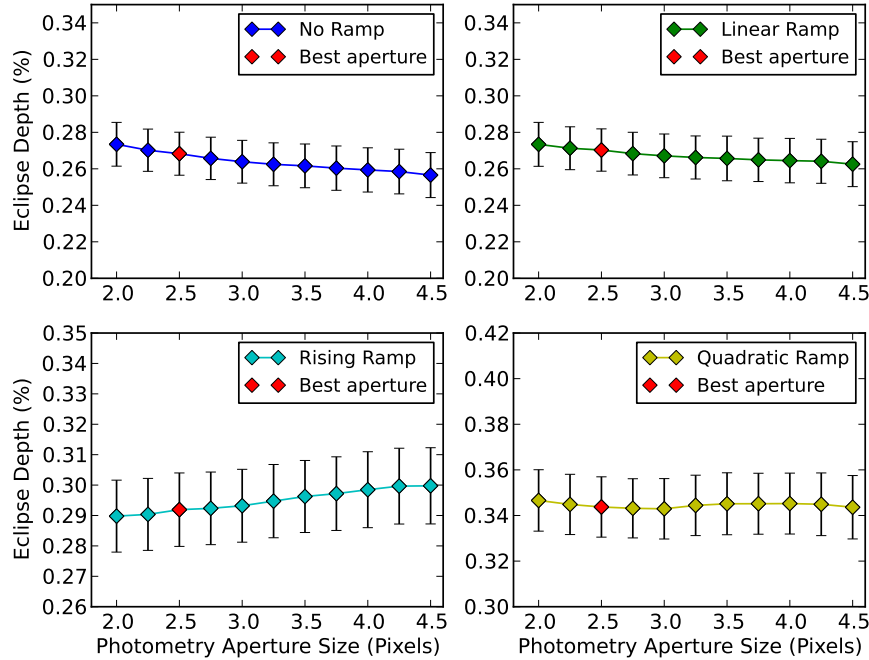 No Ramp
Best aperture
Eclipse Depth (%)
0.34
0.32
0.30
0.28
0.26
0.24
0.22
0.20
2.0 2.5 3.0 3.5 4.0 4.5
Linear Ramp
Best aperture
0.34
0.32
0.30
0.28
0.26
0.24
0.22
0.20
2.0 2.5 3.0 3.5 4.0 4.5
Rising Ramp
Best aperture
Eclipse Depth (%)
0.35
0.34
0.33
0.32
0.31
0.30
0.29
0.28
0.27
0.26
2.0 2.5 3.0 3.5 4.0 4.5
Photometry Aperture Size (Pixels)
Quadratic Ramp
Best aperture
0.42
0.40
0.38
0.36
0.34
0.32
0.30
2.0 2.5 3.0 3.5 4.0 4.5
Photometry Aperture Size (Pixels)